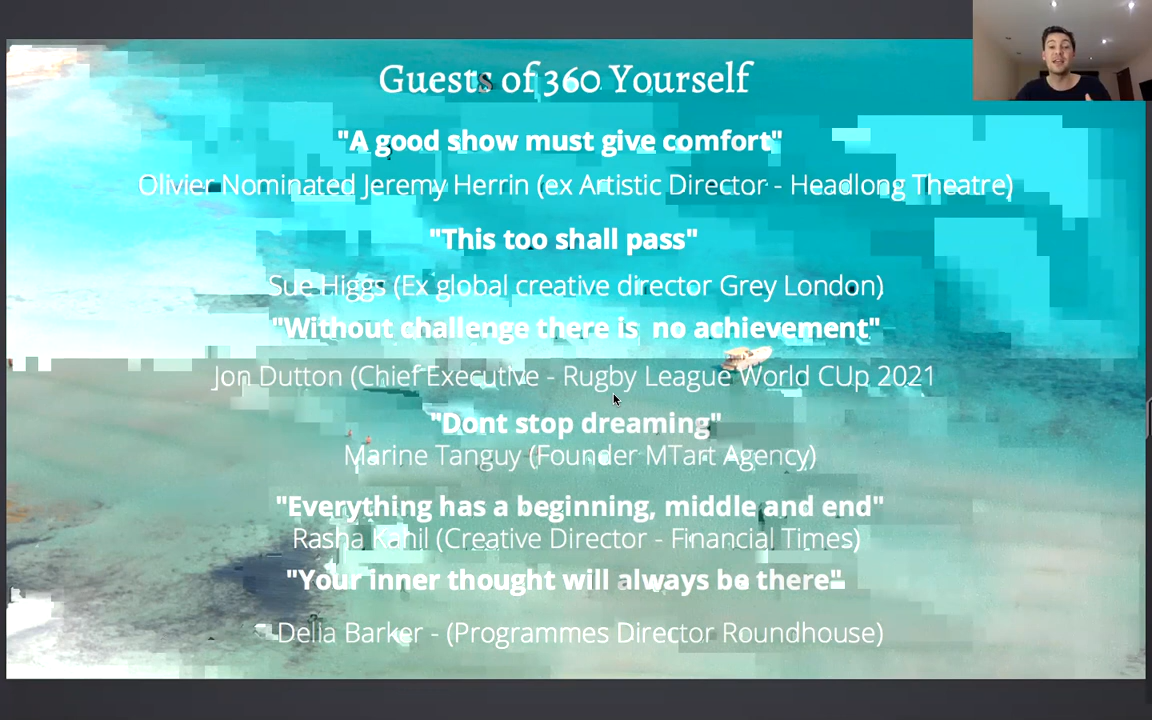 Guests of 360 Yourself
"A good show must give comfort"
Olivier Nominated Jeremy Herrin (ex Artistic Director - Headlong Theatre)
"This too shall pass"
Sue Higgs (Ex global creative director Grey London)
"Without challenge there is no achievement"
Jon Dutton (Chief Executive - Rugby League World CUp 2021
"Dont stop dreaming"
Marine Tanguy (Founder MTart Agency)
"Everything has a beginning, middle and end"
Rasha Kahil (Creative Director - Financial Times)
"Your inner thought will always be there"
Delia Barker - (Programmes Director Roundhouse)